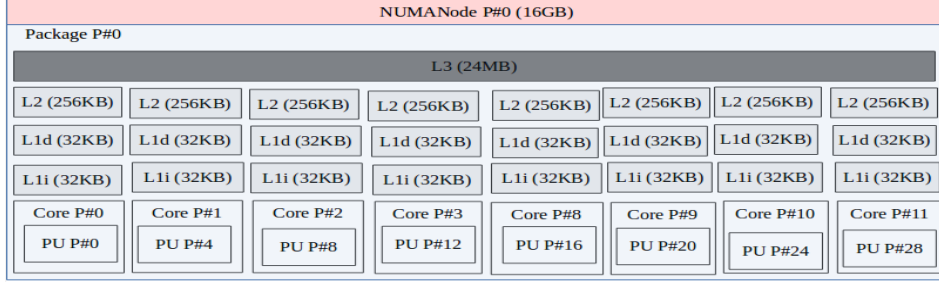 NUMANode P#0 (16GB)
Package P#0
L3 (24MB)
L2 (256KB) L2 (256KB) L2 (256KB) L2 (256KB) L2 (256KB) L2 (256KB) L2 (256KB) L2 (256KB)
L1d (32KB) L1d (32KB) L1d (32KB) L1d (32KB) L1d (32KB) L1d (32KB) L1d (32KB) L1d (32KB)
L1i (32KB) L1i (32KB) L1i (32KB) L1i (32KB) L1i (32KB) L1i (32KB) L1i (32KB) L1i (32KB)
Core P#0 Core P#1 Core P#2 Core P#3 Core P#8 Core P#9 Core P#10 Core P#11
PU P#0 PU P#4 PU P#8 PU P#12 PU P#16 PU P#20 PU P#24 PU P#28